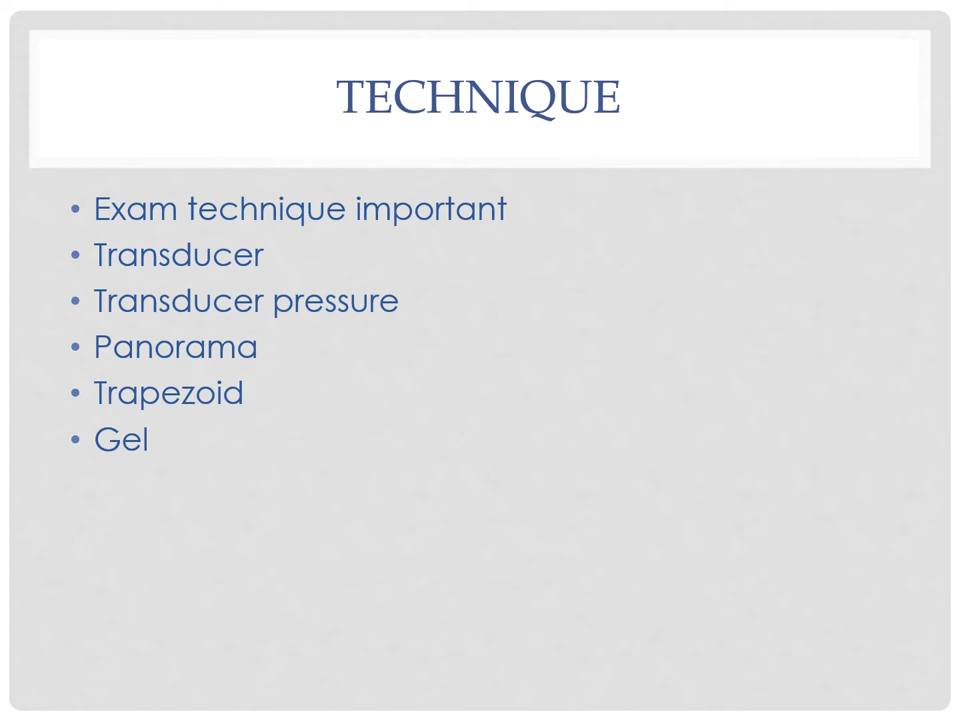 TECHNIQUE
• Exam technique important
• Transducer
• Transducer pressure
• Panorama
• Trapezoid
• Gel